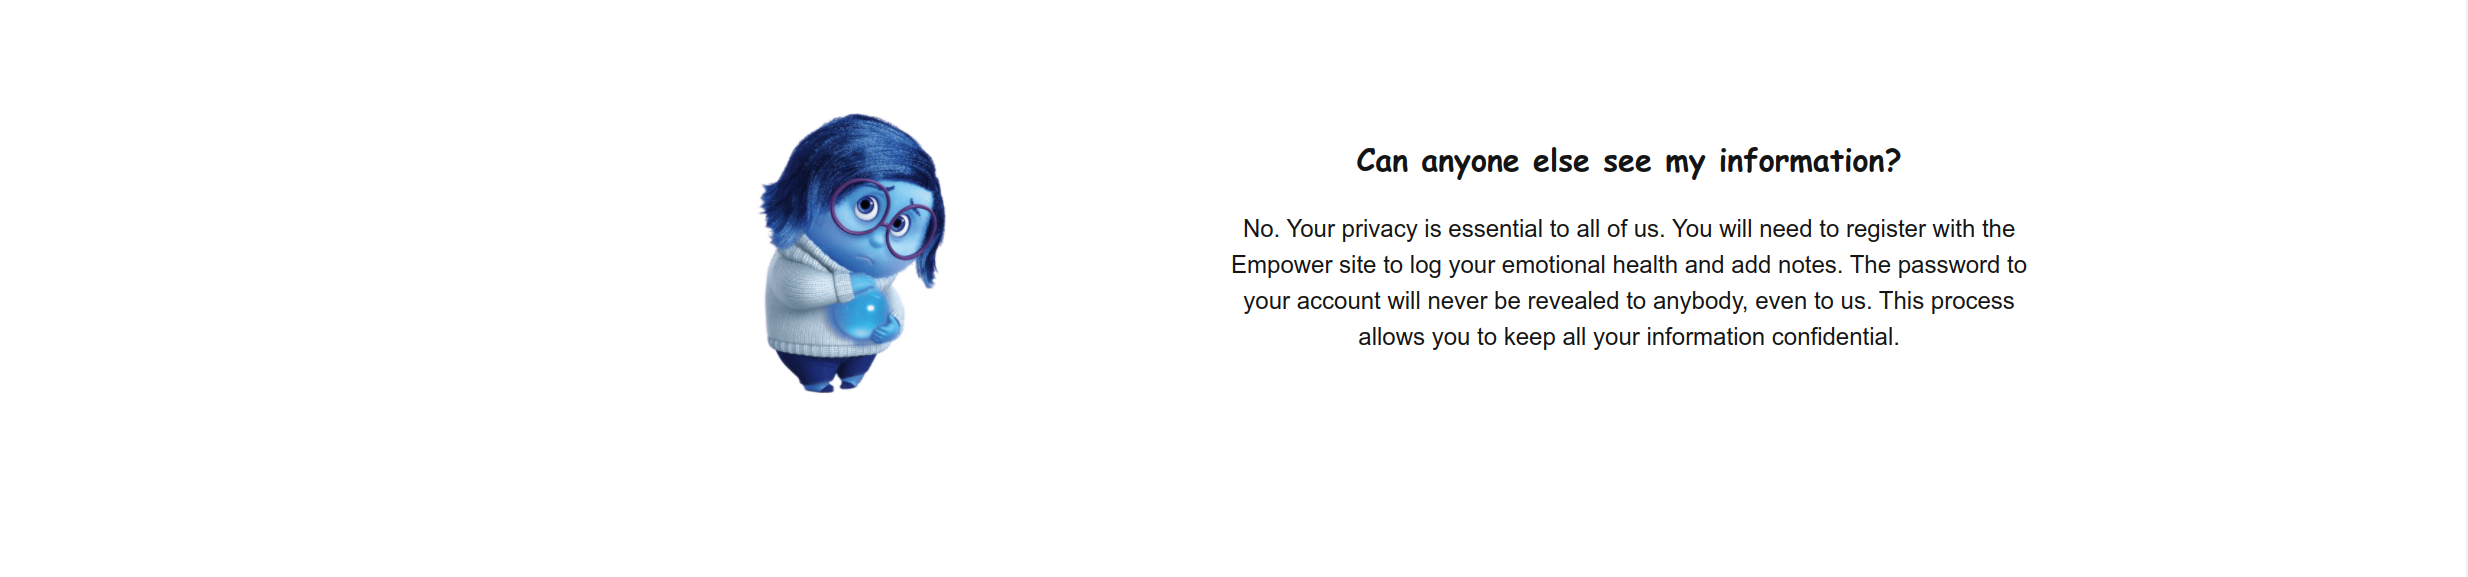 Can anyone else see my information?
No. Your privacy is essential to all of us. You will need to register with the
Empower site to log your emotional health and add notes. The password to
your account will never be revealed to anybody, even to us. This process
allows you to keep all your information confidential.